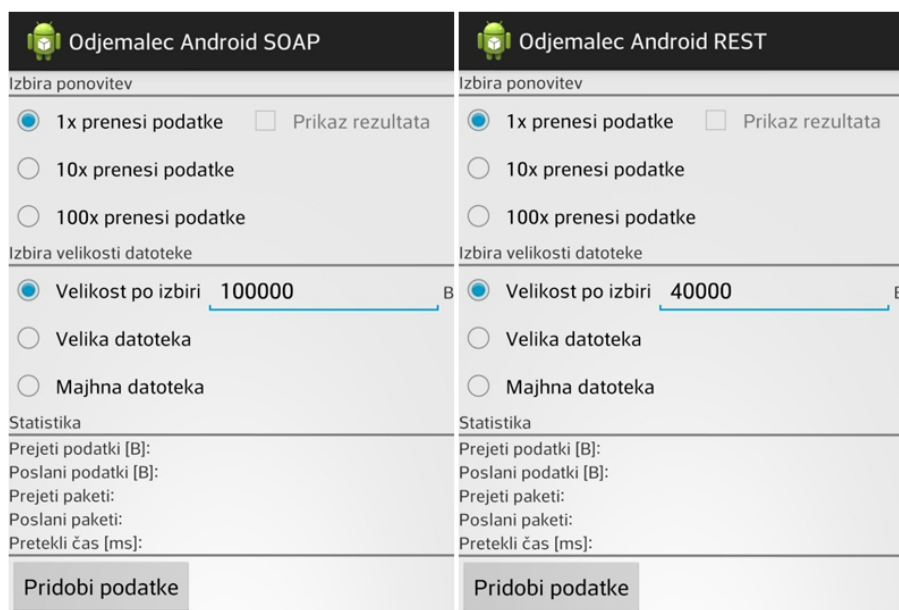 Odjemalec Android SOAP
Izbira ponovitev
1x prenesi podatke Prikaz rezultata
10x prenesi podatke
100x prenesi podatke
Izbira velikosti datoteke
Velikost po izbiri 100000 B
Velika datoteka
Majhna datoteka
Statistika
Prejeti podatki [B]:
Poslani podatki [B]:
Prejeti paketi:
Poslani paketi:
Pretekli čas [ms]:
Pridobi podatke
Odjemalec Android REST
Izbira ponovitev
1x prenesi podatke Prikaz rezultata
10x prenesi podatke
100x prenesi podatke
Izbira velikosti datoteke
Velikost po izbiri 40000
Velika datoteka
Majhna datoteka
Statistika
Prejeti podatki [B]:
Poslani podatki [B]:
Prejeti paketi:
Poslani paketi:
Pretekli čas [ms]:
Pridobi podatke